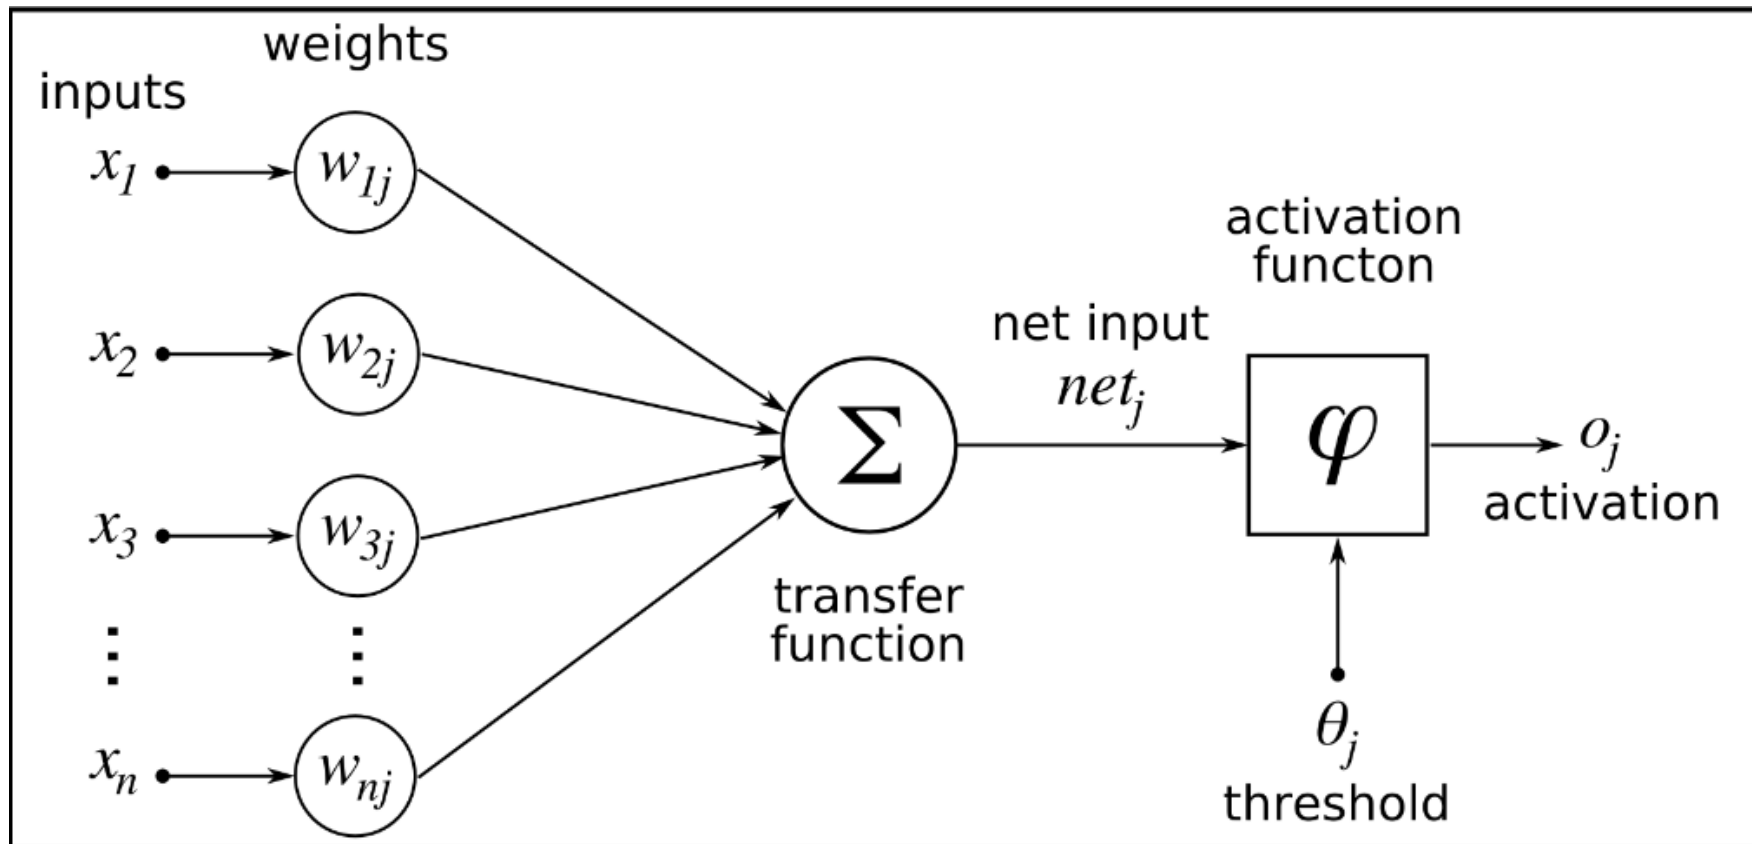 weights
inputs
x1
w1j
x2
w2j
x3
w3j
⋮ ⋮
xn
wnj
Σ
transfer
function
net input
netj
activation
functon
φ
oj
activation
θj
threshold